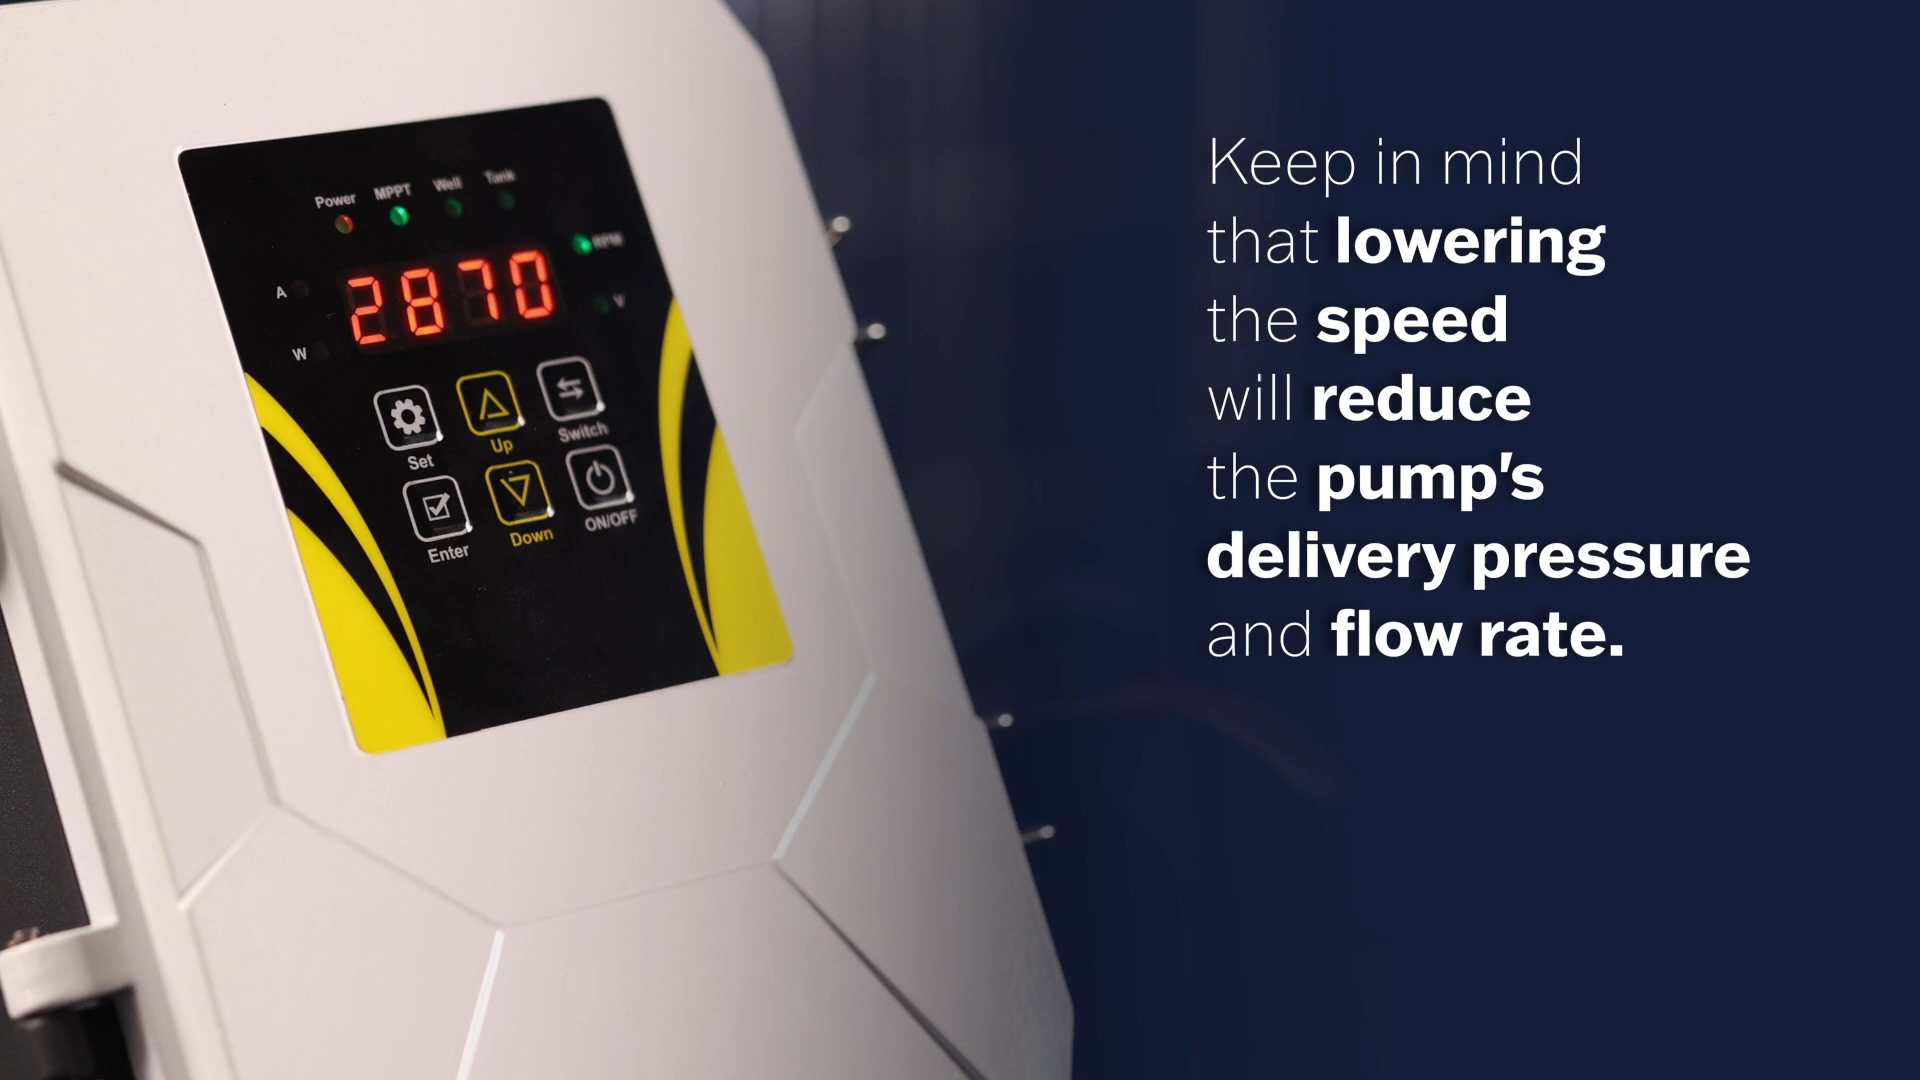 Power MPPT Well Tank
RPM
A
2870
V
W
Set Up Switch
Enter Down ON/OFF
Keep in mind
that lowering
the speed
will reduce
the pump's
delivery pressure
and flow rate.